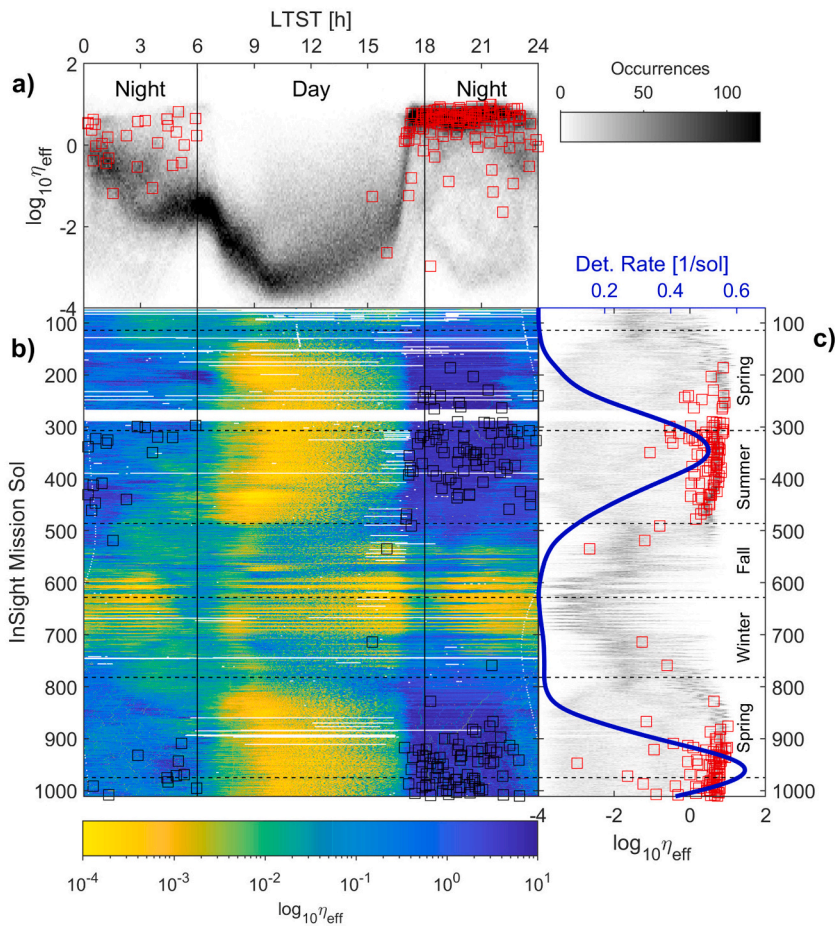 LTST [h]
0 3 6 9 12 15 18 21 24
Occurrences
0 50 100
a)
Night Day Night
2
0
-2
-4
log₁₀η_eff
Det. Rate [1/sol]
0.2 0.4 0.6
b)
c)
100
200
300
400
500
600
700
800
900
1000
InSight Mission Sol
100
200
300
400
500
600
700
800
900
1000
Spring
Summer
Fall
Winter
Spring
-4 -2 0 2
log₁₀η_eff
10⁻⁴ 10⁻³ 10⁻² 10⁻¹ 10⁰ 10¹
log₁₀η_eff